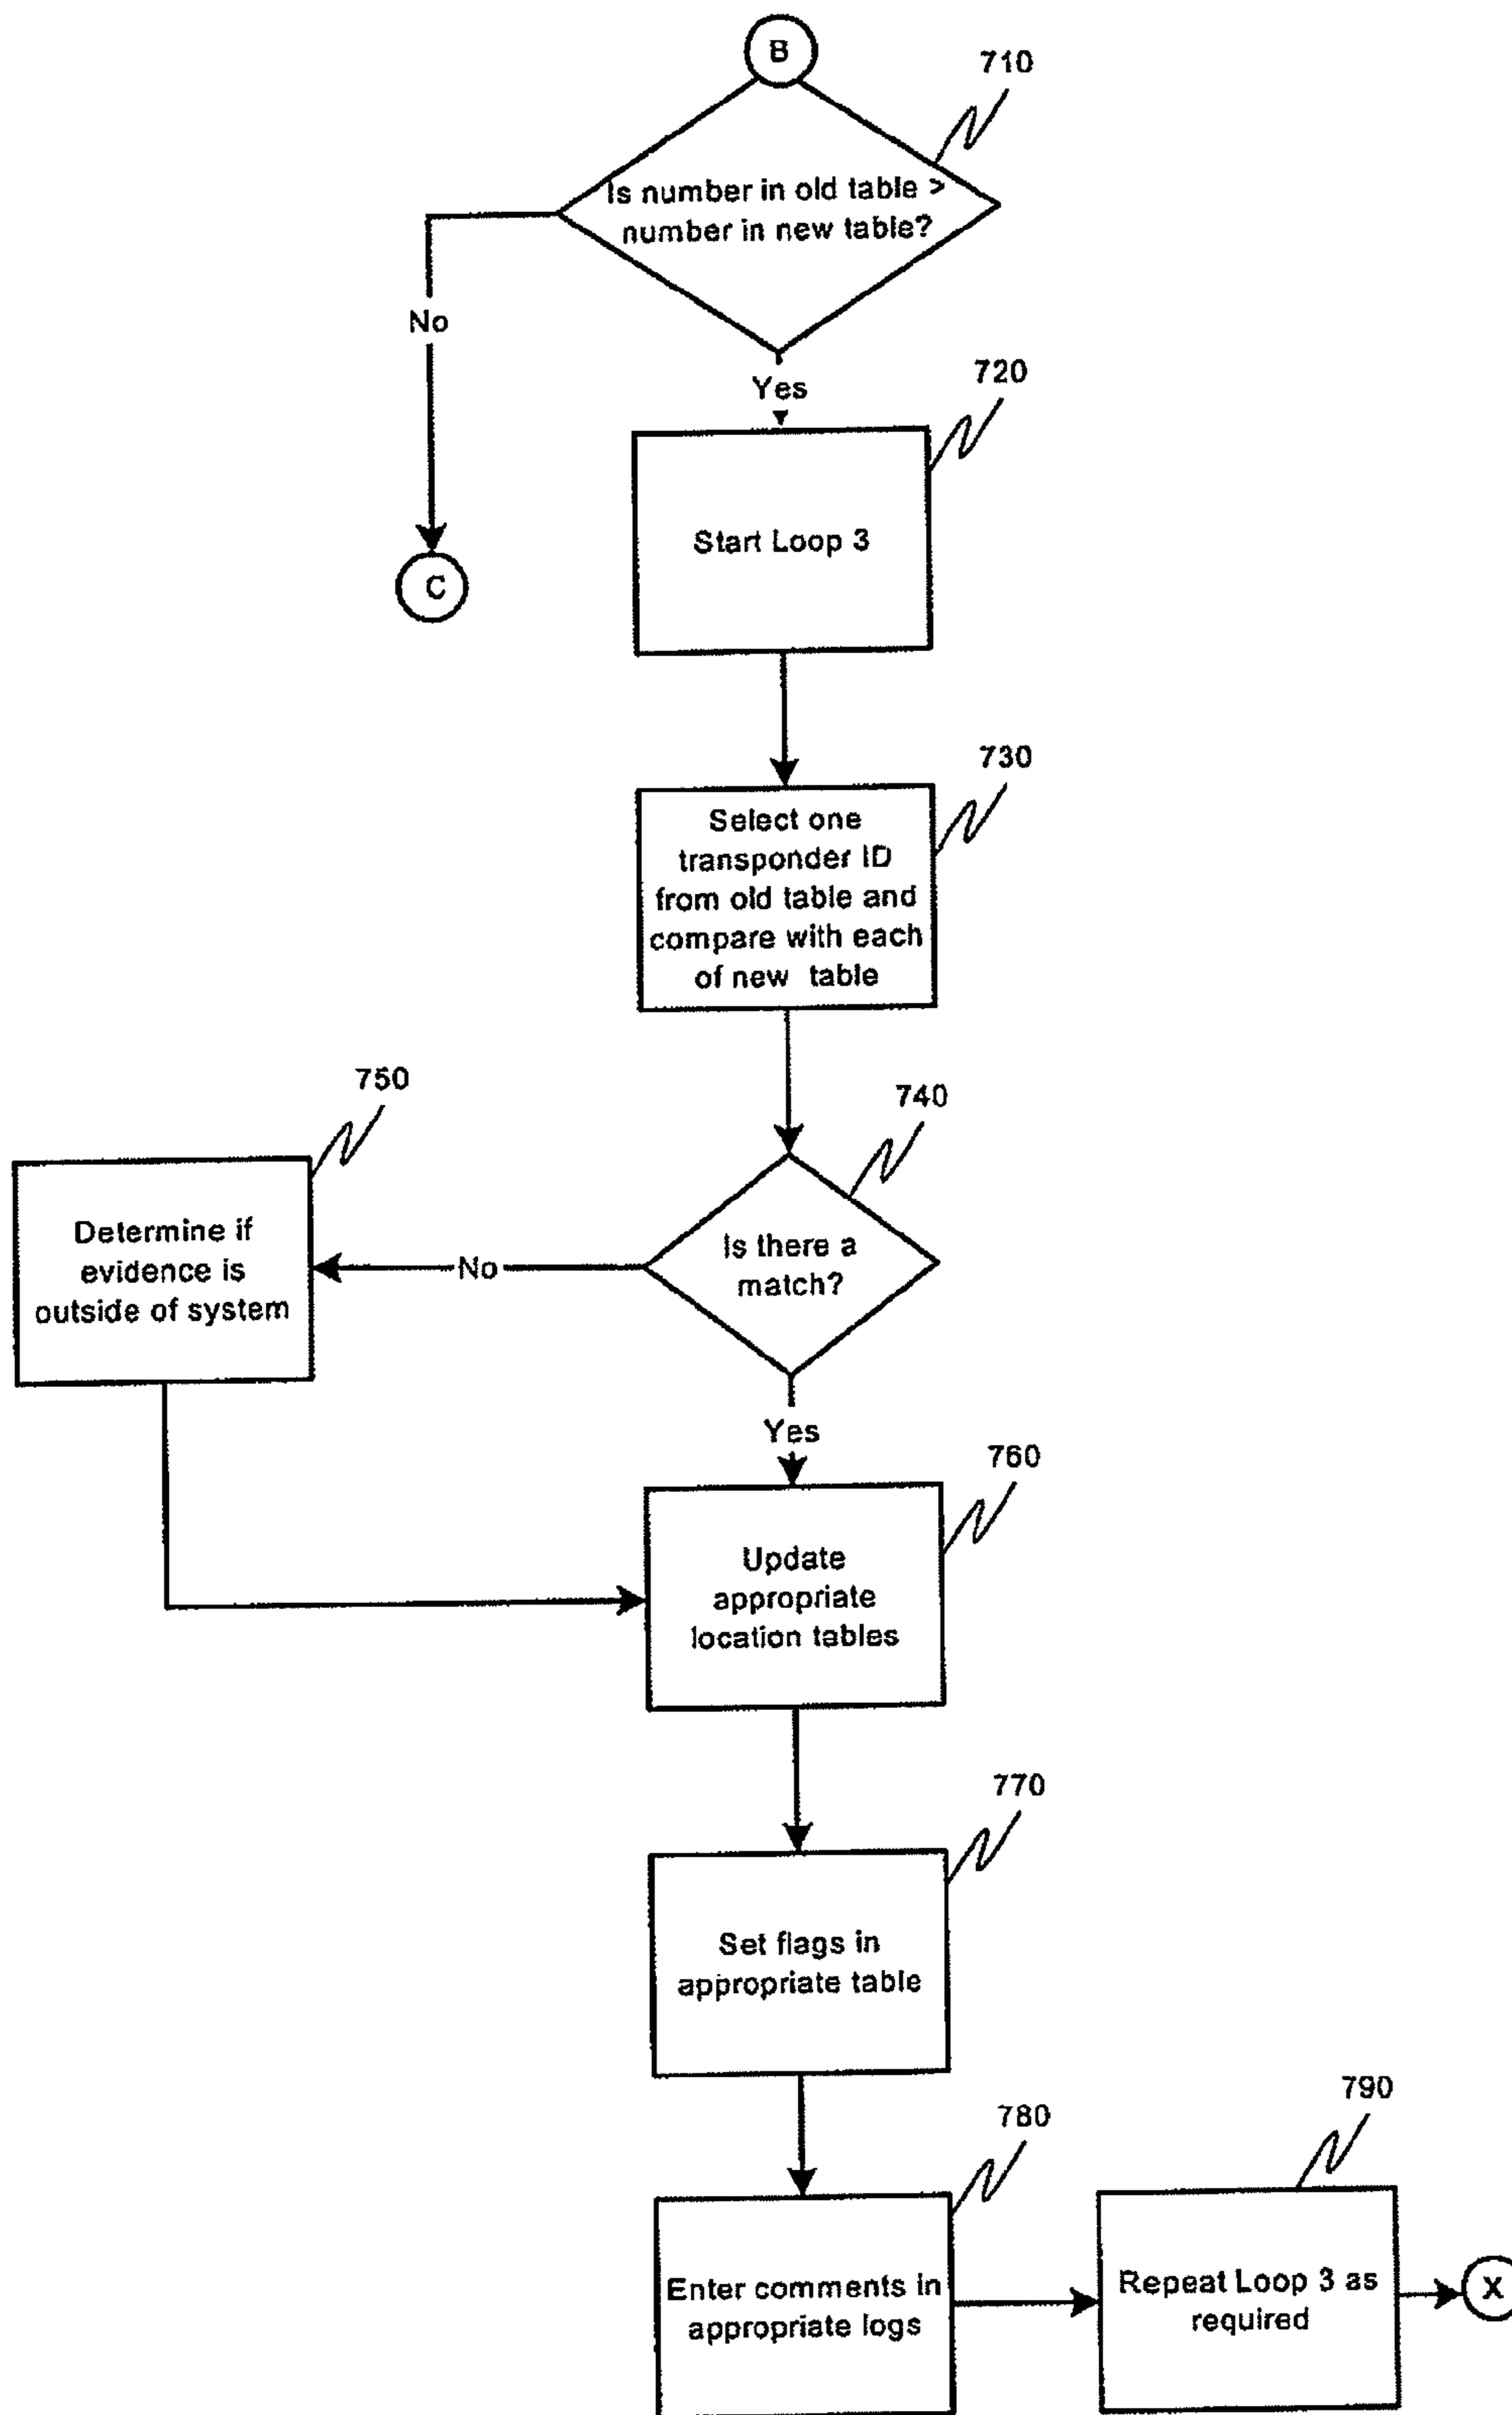 B
710
Is number in old table >
number in new table?
No
Yes
C
720
Start Loop 3
730
Select one
transponder ID
from old table and
compare with each
of new table
740
Is there a
match?
No
750
Determine if
evidence is
outside of system
Yes
760
Update
appropriate
location tables
770
Set flags in
appropriate table
780
Enter comments in
appropriate logs
790
Repeat Loop 3 as
required
X